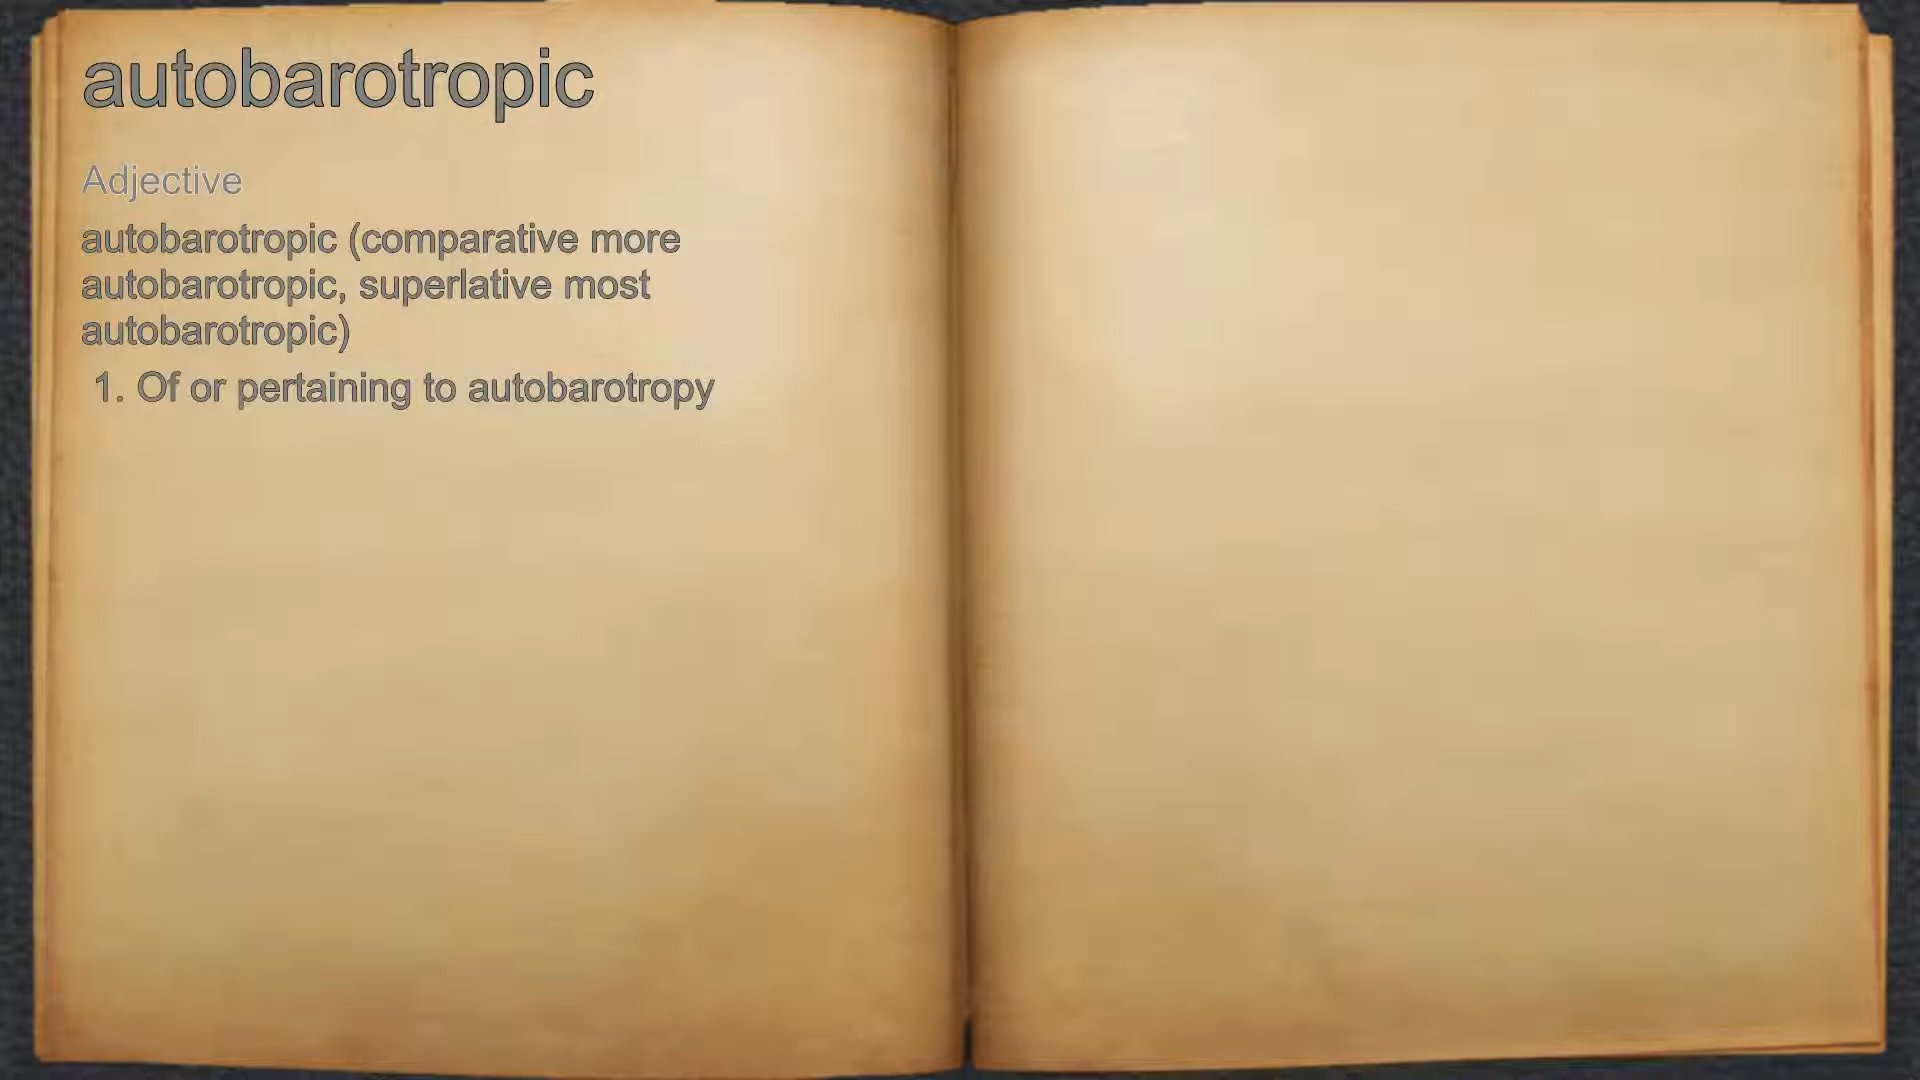 autobarotropic
Adjective
autobarotropic (comparative more
autobarotropic, superlative most
autobarotropic)
1. Of or pertaining to autobarotropy